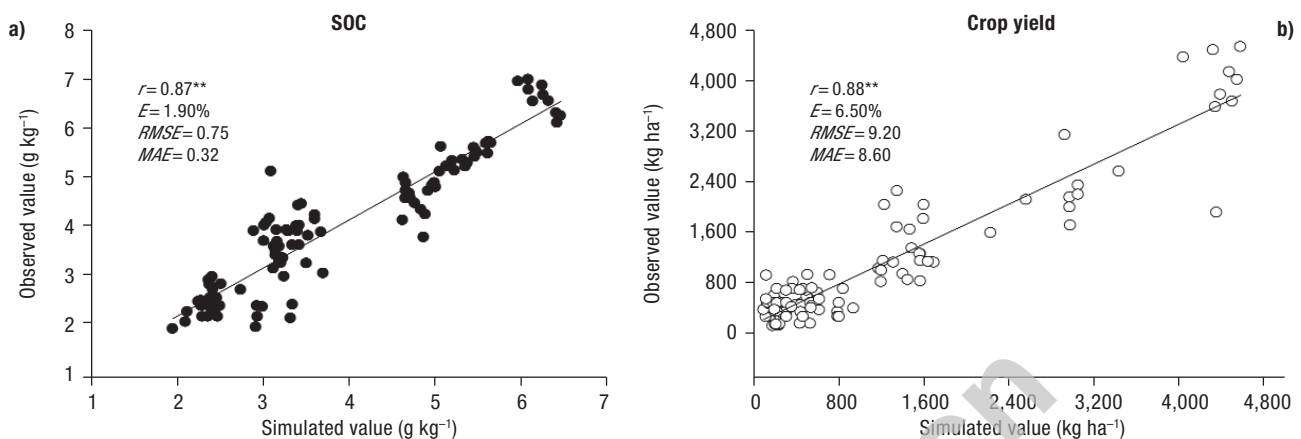 a)
SOC
8
7
6
5
4
3
2
1
Observed value (g kg⁻¹)
r = 0.87**
E = 1.90%
RMSE = 0.75
MAE = 0.32
1 2 3 4 5 6 7
Simulated value (g kg⁻¹)
Crop yield
b)
4,800
4,000
3,200
2,400
1,600
800
0
Observed value (kg ha⁻¹)
r = 0.88**
E = 6.50%
RMSE = 9.20
MAE = 8.60
0 800 1,600 2,400 3,200 4,000 4,800
Simulated value (kg ha⁻¹)